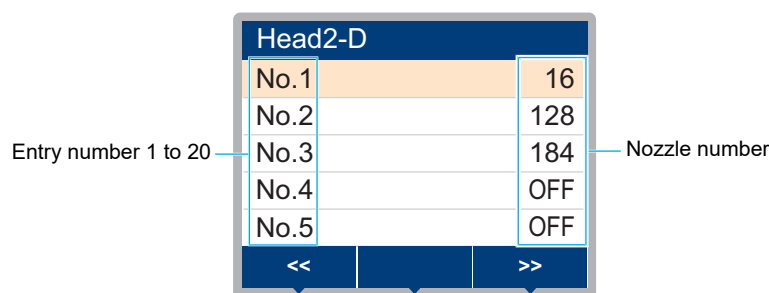 Head2-D
No.1 16
No.2 128
Entry number 1 to 20 No.3 184 Nozzle number
No.4 OFF
No.5 OFF
<< >>